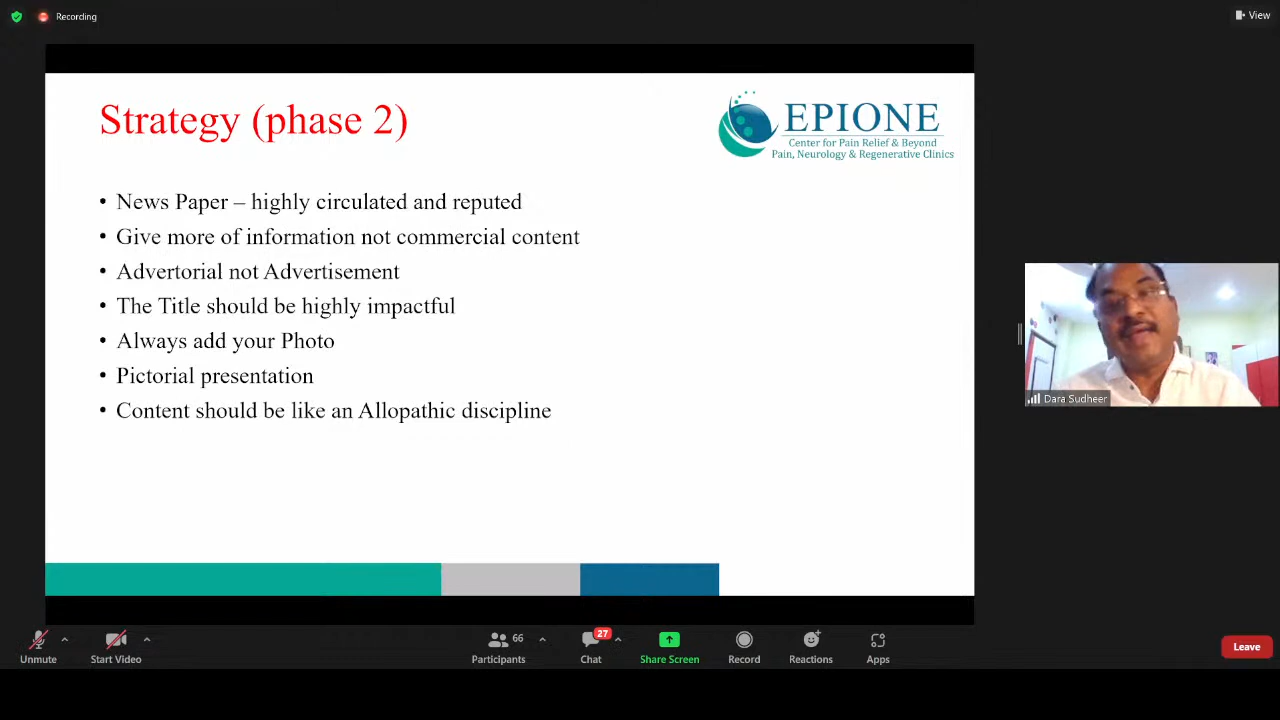 Recording
View
Strategy (phase 2)
EPIONE
Center for Pain Relief & Beyond
Pain, Neurology & Regenerative Clinics
• News Paper – highly circulated and reputed
• Give more of information not commercial content
• Advertorial not Advertisement
• The Title should be highly impactful
• Always add your Photo
• Pictorial presentation
• Content should be like an Allopathic discipline
Dara Sudheer
66
27
Unmute
Start Video
Participants
Chat
Share Screen
Record
Reactions
Apps
Leave